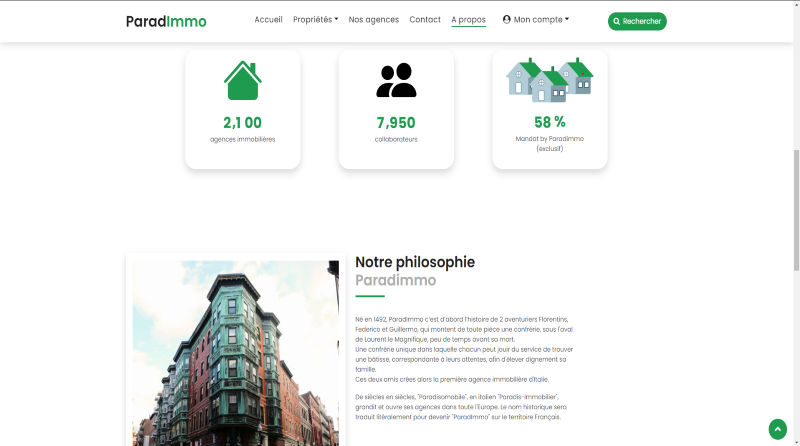 ParadImmo
Accueil Propriétés Nos agences Contact A propos Mon compte Rechercher
2,1 00
agences immobilières
7,950
collaborateurs
58 %
Mandat by Paradimmo
(exclusif)
Notre philosophie
Paradimmo
Né en 1492, ParadImmo c'est d'abord l'histoire de 2 aventuriers Florentins,
Federico et Guillermo, qui montent de toute pièce une confrérie, sous l'aval
de Laurent le Magnifique, peu de temps avant sa mort.
Une confrérie unique dans laquelle chacun peut jouir du service de trouver
une bâtisse, correspondante à leurs attentes, afin d'élever dignement sa
famille.
Ces deux amis crées alors la première agence immobilière d'Italie.
De siècles en siècles, "Paradisomobile", en italien "Paradis-Immobilier",
grandit et ouvre ses agences dans toute l'Europe. Le nom historique sera
traduit litéralement pour devenir "ParadImmo" sur le territoire Français.